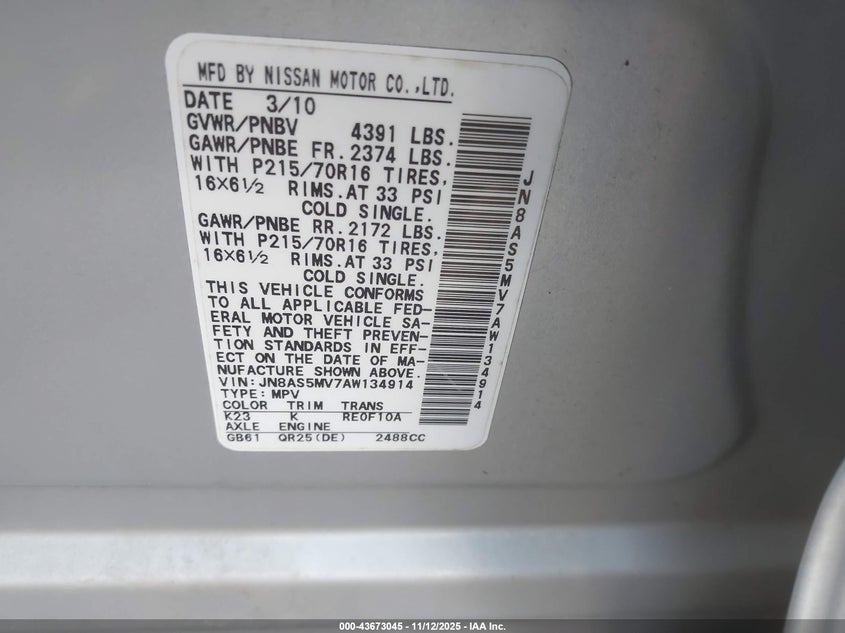 MFD BY NISSAN MOTOR CO.,LTD.
DATE 3/10
GVWR/PNBV 4391 LBS.
GAWR/PNBE FR. 2374 LBS.
WITH P215/70R16 TIRES,
16X6½ RIMS. AT 33 PSI
COLD SINGLE.
GAWR/PNBE RR. 2172 LBS.
WITH P215/70R16 TIRES,
16X6½ RIMS. AT 33 PSI
COLD SINGLE.
THIS VEHICLE CONFORMS
TO ALL APPLICABLE FED-
ERAL MOTOR VEHICLE SA-
FETY AND THEFT PREVEN-
TION STANDARDS IN EFF-
ECT ON THE DATE OF MA-
NUFACTURE SHOWN ABOVE.
VIN:JN8AS5MV7AW134914
TYPE:MPV
COLOR TRIM TRANS
K23 K RE0F10A
AXLE ENGINE
GB61 QR25(DE) 2488CC
JN8AS5MV7AW134914
000-43673045 - 11/12/2025 - IAA Inc.